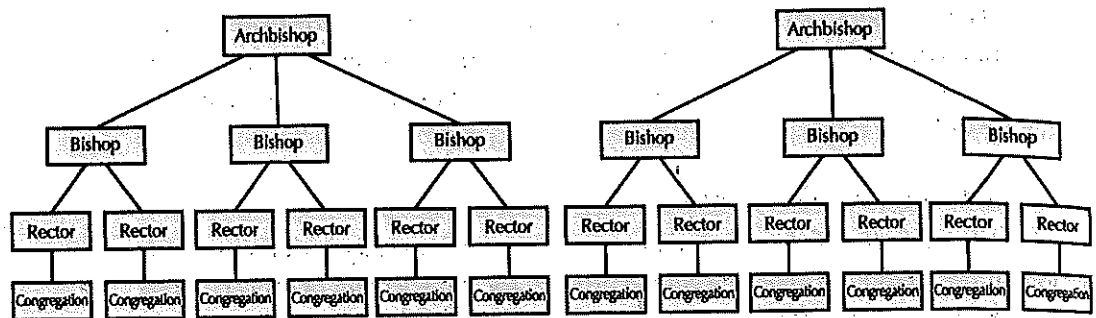 Archbishop Archbishop
Bishop Bishop Bishop Bishop Bishop Bishop
Rector Rector Rector Rector Rector Rector Rector Rector Rector Rector Rector Rector
Congregation Congregation Congregation Congregation Congregation Congregation Congregation Congregation Congregation Congregation Congregation Congregation